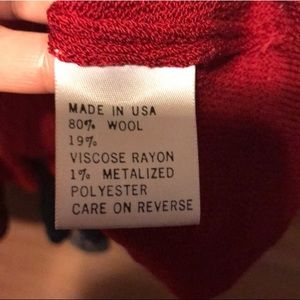 MADE IN USA
80% WOOL
19%
VISCOSE RAYON
1% METALIZED
POLYESTER
CARE ON REVERSE